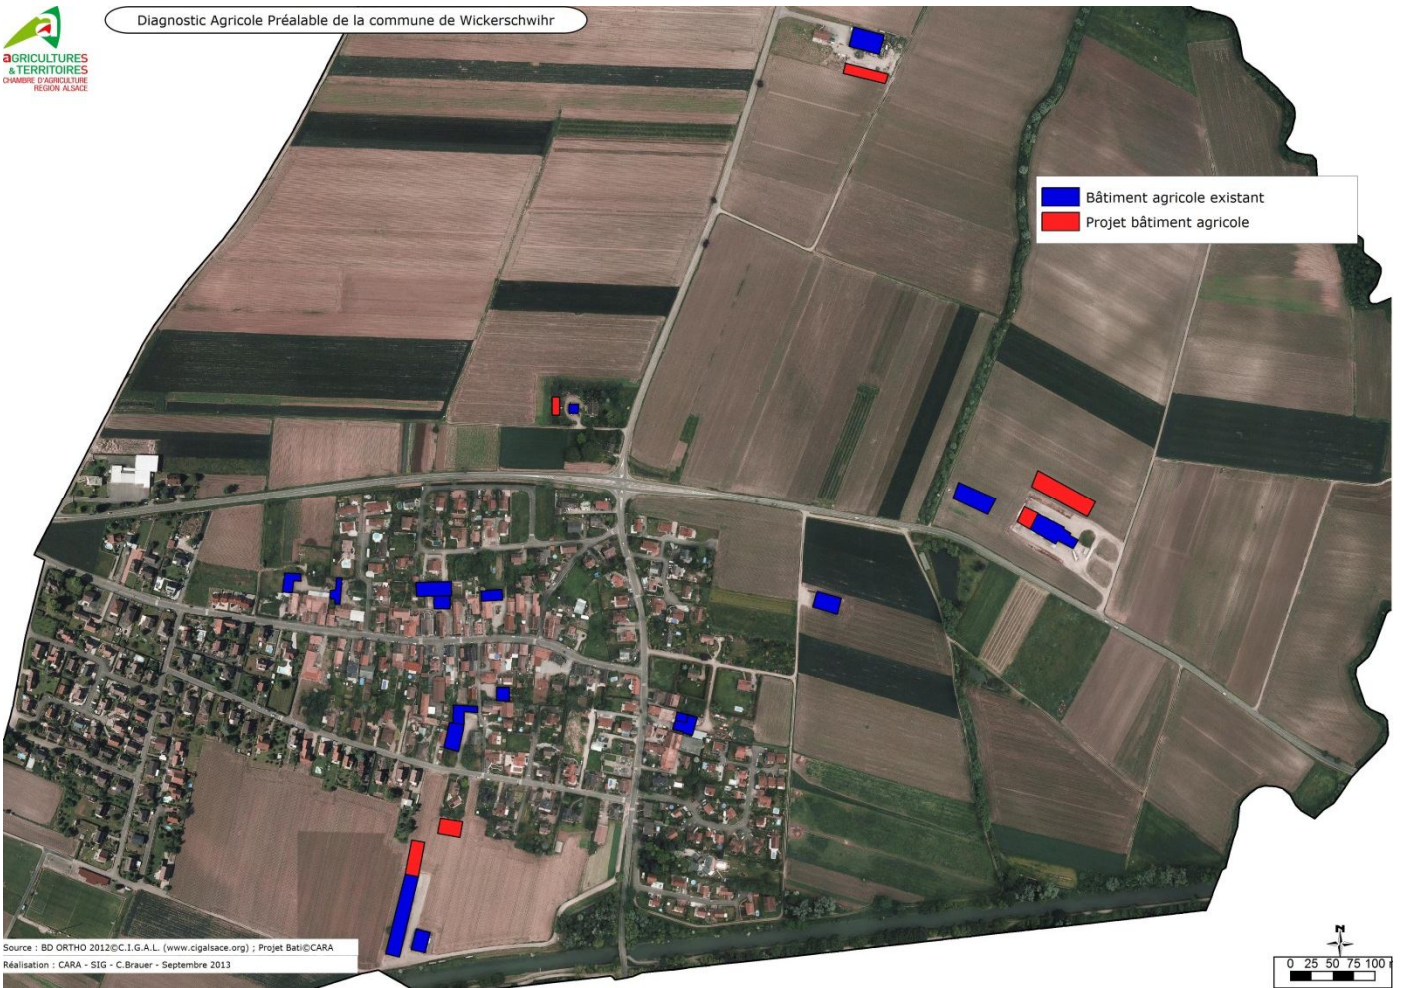 Diagnostic Agricole Préalable de la commune de Wickerschwihr
aGRICULTURES
& TERRITOIRES
CHAMBRE D'AGRICULTURE
REGION ALSACE
Bâtiment agricole existant
Projet bâtiment agricole
Source : BD ORTHO 2012©C.I.G.A.L. (www.cigalsace.org) ; Projet Bati©CARA
Réalisation : CARA - SIG - C.Brauer - Septembre 2013
N
0 25 50 75 100